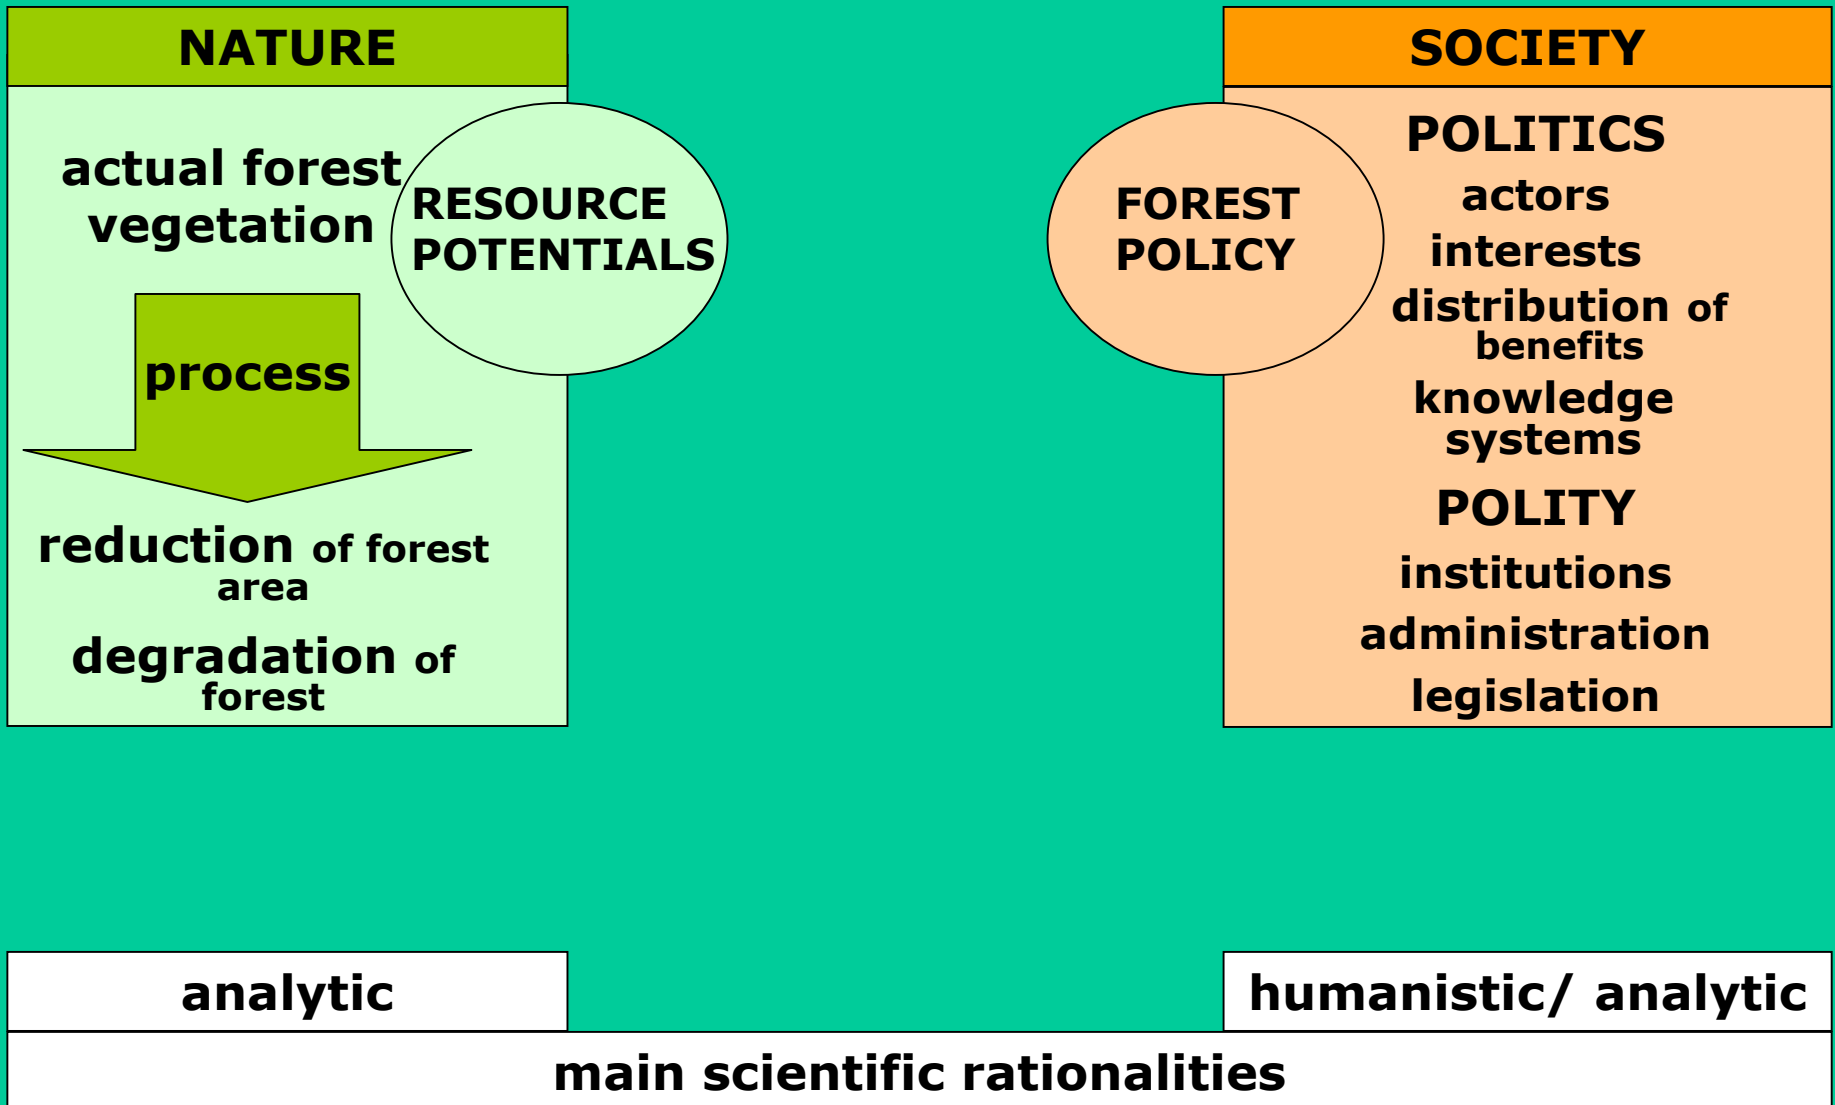 NATURE
actual forest
vegetation
RESOURCE
POTENTIALS
process
reduction of forest
area
degradation of
forest
SOCIETY
FOREST
POLICY
POLITICS
actors
interests
distribution of
benefits
knowledge
systems
POLITY
institutions
administration
legislation
analytic
humanistic/ analytic
main scientific rationalities